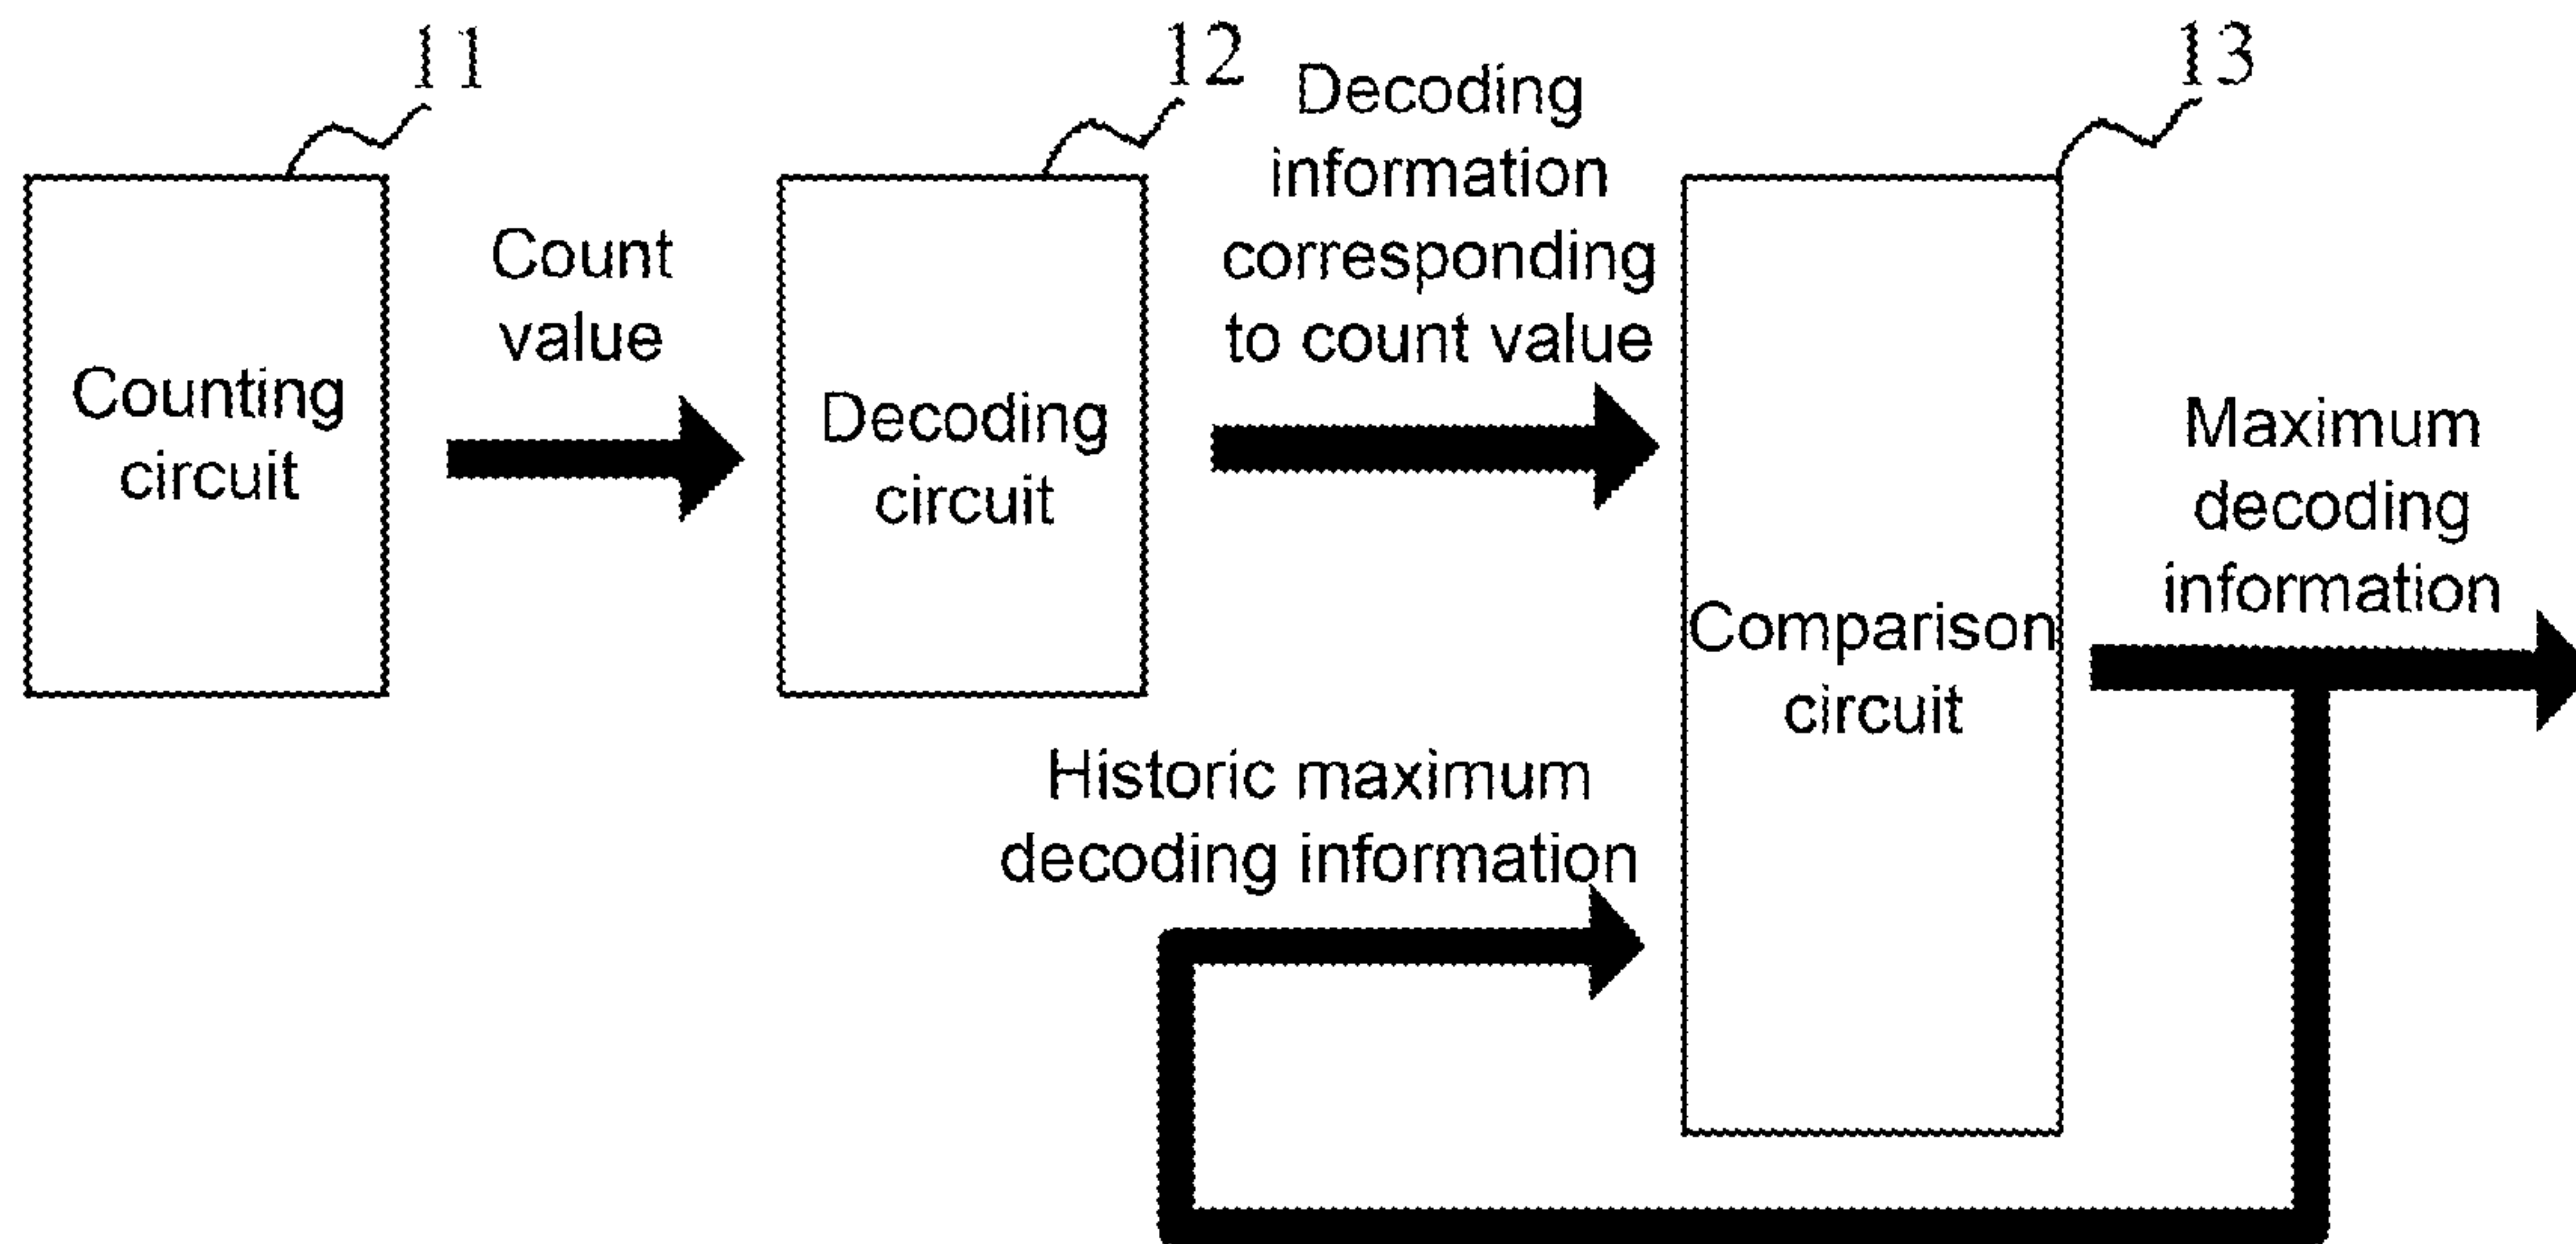 11
12
13
Counting
circuit
Count
value
Decoding
circuit
Decoding
information
corresponding
to count value
Historic maximum
decoding information
Comparison
circuit
Maximum
decoding
information